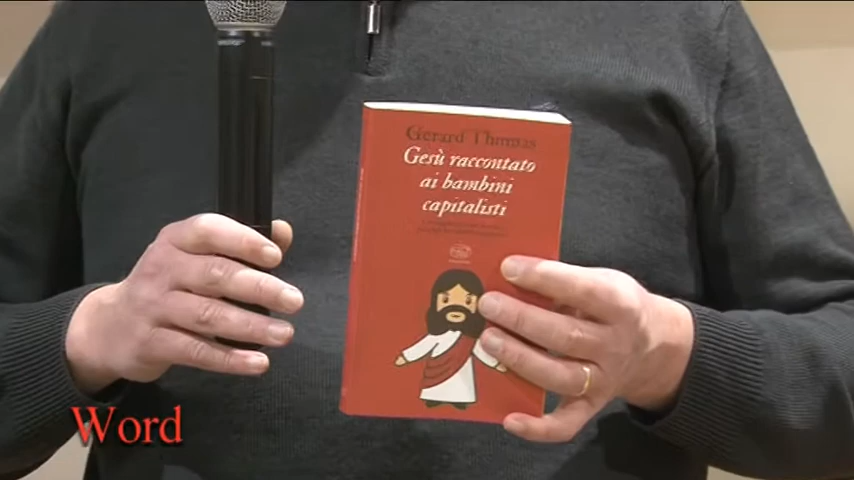 Gerard Thomas
Gesù raccontato
ai bambini
capitalisti
Word